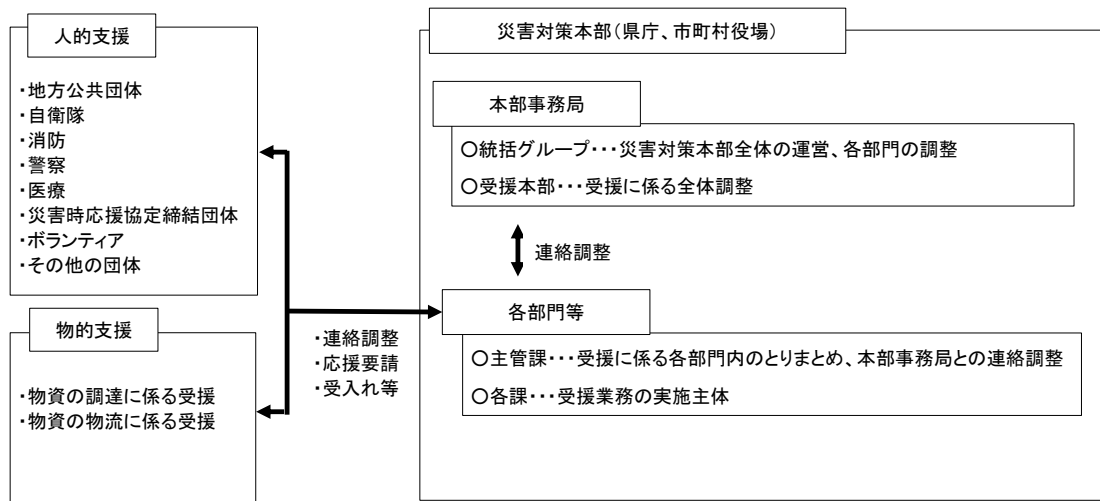 人的支援
・地方公共団体
・自衛隊
・消防
・警察
・医療
・災害時応援協定締結団体
・ボランティア
・その他の団体
物的支援
・物資の調達に係る受援
・物資の物流に係る受援
・連絡調整
・応援要請
・受入れ等
災害対策本部（県庁、市町村役場）
本部事務局
○統括グループ・・・災害対策本部全体の運営、各部門の調整
○受援本部・・・受援に係る全体調整
連絡調整
各部門等
○主管課・・・受援に係る各部門内のとりまとめ、本部事務局との連絡調整
○各課・・・受援業務の実施主体